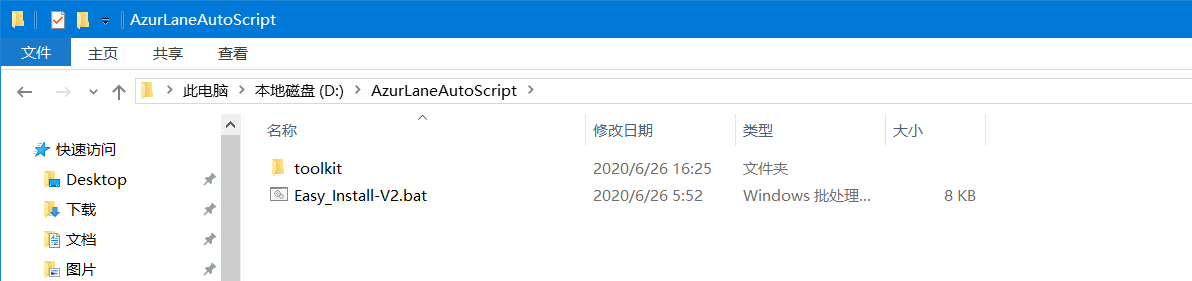 AzurLaneAutoScript
文件 主页 共享 查看
此电脑 本地磁盘 (D:) AzurLaneAutoScript
名称 修改日期 类型 大小
快速访问
toolkit 2020/6/26 16:25 文件夹
Desktop
Easy_Install-V2.bat 2020/6/26 5:52 Windows 批处理... 8 KB
下载
文档
图片